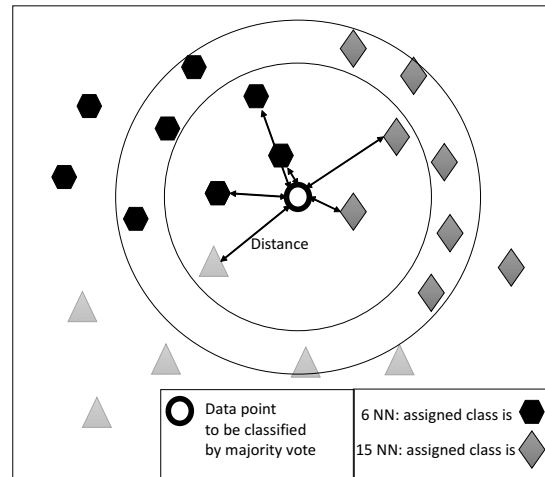 Distance
Data point
to be classified
by majority vote
6 NN: assigned class is
15 NN: assigned class is